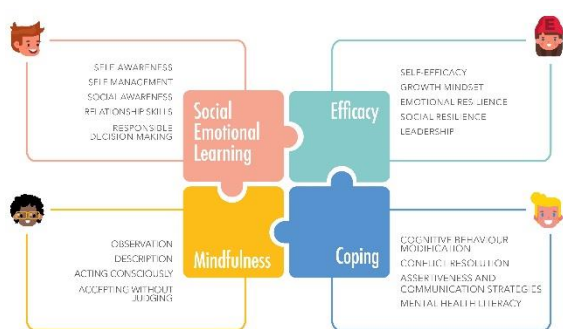 SELF AWARENESS
SELF MANAGEMENT
SOCIAL AWARENESS
RELATIONSHIP SKILLS
RESPONSIBLE
DECISION MAKING
Social
Emotional
Learning
Efficacy
SELF-EFFICACY
GROWTH MINDSET
EMOTIONAL RESILIENCE
SOCIAL RESILIENCE
LEADERSHIP
E
OBSERVATION
DESCRIPTION
ACTING CONSCIOUSLY
ACCEPTING WITHOUT
JUDGING
Mindfulness
Coping
COGNITIVE BEHAVIOUR
MODIFICATION
CONFLICT RESOLUTION
ASSERTIVENESS AND
COMMUNICATION STRATEGIES
MENTAL HEALTH LITERACY